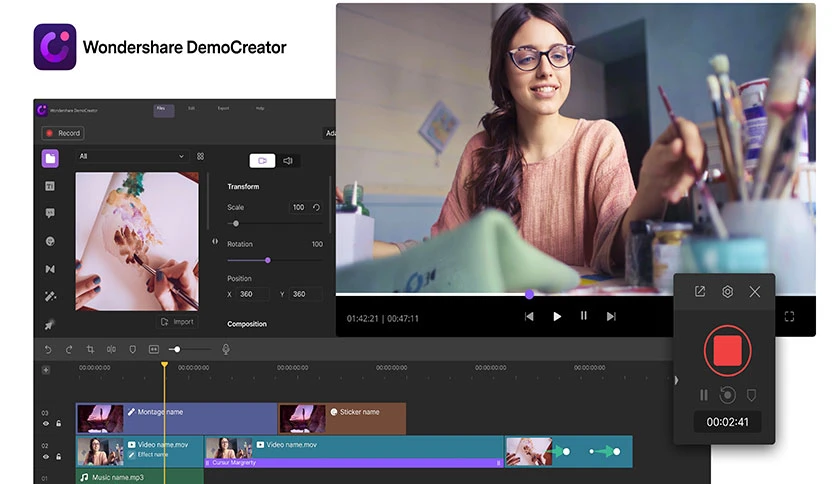 Wondershare DemoCreator
Wondershare DemoCreator
Files
Edit
Export
Help
Record
All
Transform
Scale
100
Rotation
100
Position
X
360
Y
360
Import
Composition
01:42:21 | 00:47:11
00:02:41
00:00:00:00
00:00:00:00
00:00:00:00
00:00:00:00
00:00:00:00
00:00:00:00
03
Montage name
Sticker name
02
Video name.mov
Effect name
Video name.mov
Cursur Margrerty
01
Music name.mp3